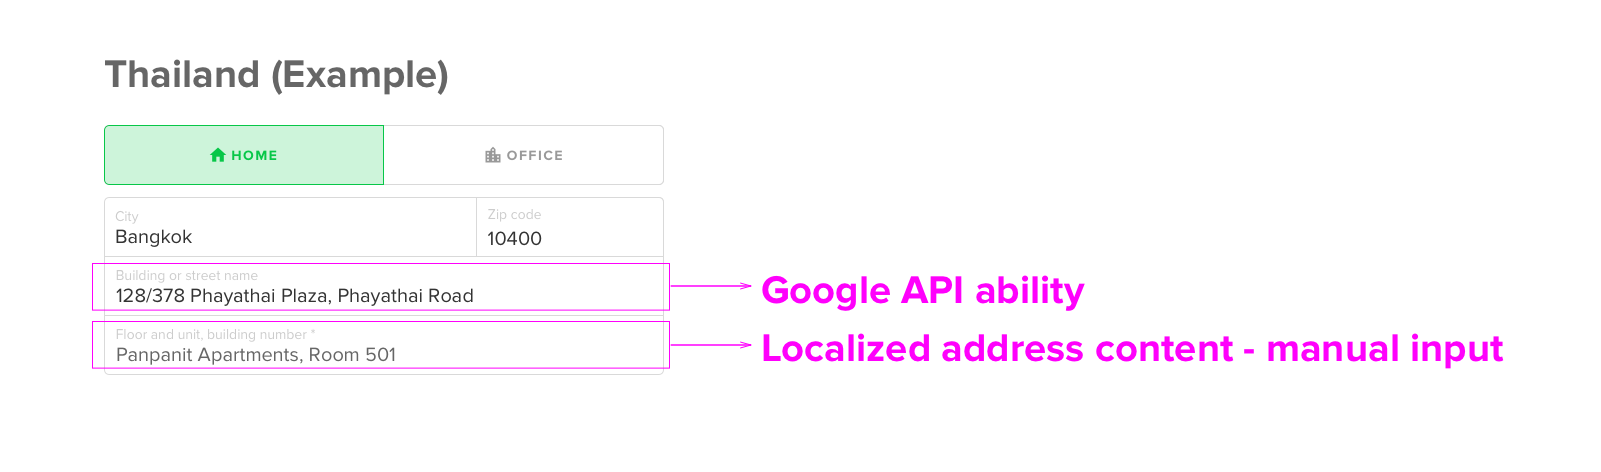 Thailand (Example)
HOME
OFFICE
City
Zip code
Bangkok
10400
Building or street name
128/378 Phayathai Plaza, Phayathai Road
Google API ability
Floor and unit, building number *
Panpanit Apartments, Room 501
Localized address content - manual input